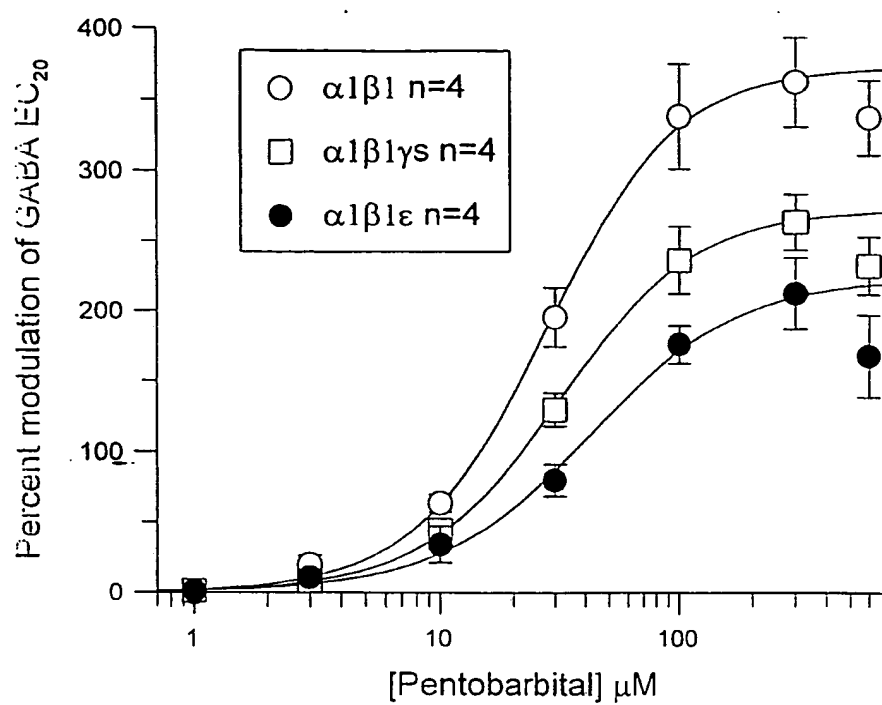 400
300
200
100
0
Percent modulation of GABA EC20
α1β1 n=4
α1β1γs n=4
α1β1ε n=4
1 10 100
[Pentobarbital] μM